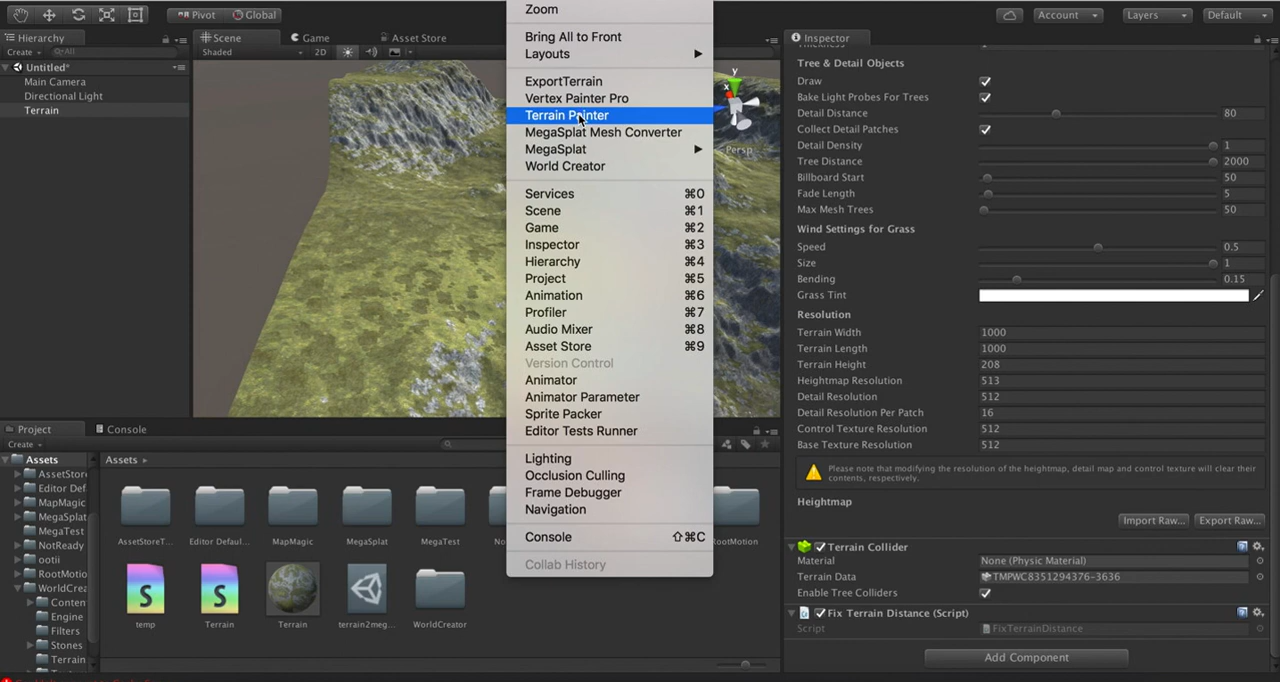 Pivot
Global
Account
Layers
Default
Hierarchy
Create
All
Untitled*
Main Camera
Directional Light
Terrain
Scene
Game
Asset Store
Shaded
2D
y
x
Persp
Zoom
Bring All to Front
Layouts
ExportTerrain
Vertex Painter Pro
Terrain Painter
MegaSplat Mesh Converter
MegaSplat
World Creator
Services ⌘0
Scene ⌘1
Game ⌘2
Inspector ⌘3
Hierarchy ⌘4
Project ⌘5
Animation ⌘6
Profiler ⌘7
Audio Mixer ⌘8
Asset Store ⌘9
Version Control
Animator
Animator Parameter
Sprite Packer
Editor Tests Runner
Lighting
Occlusion Culling
Frame Debugger
Navigation
Console ⇧⌘C
Collab History
Inspector
Thickness
Tree & Detail Objects
Draw
Bake Light Probes For Trees
Detail Distance 80
Collect Detail Patches
Detail Density 1
Tree Distance 2000
Billboard Start 50
Fade Length 5
Max Mesh Trees 50
Wind Settings for Grass
Speed 0.5
Size 1
Bending 0.15
Grass Tint
Resolution
Terrain Width 1000
Terrain Length 1000
Terrain Height 208
Heightmap Resolution 513
Detail Resolution 512
Detail Resolution Per Patch 16
Control Texture Resolution 512
Base Texture Resolution 512
Please note that modifying the resolution of the heightmap, detail map and control texture will clear their
contents, respectively.
Heightmap
Import Raw... Export Raw...
Terrain Collider
Material None (Physic Material)
Terrain Data TMPWC8351294376-3636
Enable Tree Colliders
Fix Terrain Distance (Script)
Script FixTerrainDistance
Add Component
Project
Console
Create
Assets
AssetStore
Editor Def
MapMagic
MegaSplat
MegaTest
NotReady
ootii
RootMotio
WorldCrea
Conten
Engine
Filters
Stones
Terrain
Assets
AssetStoreT...
Editor Defaul...
MapMagic
MegaSplat
MegaTest
No
RootMotion
S
temp
S
Terrain
Terrain
terrain2meg...
WorldCreator